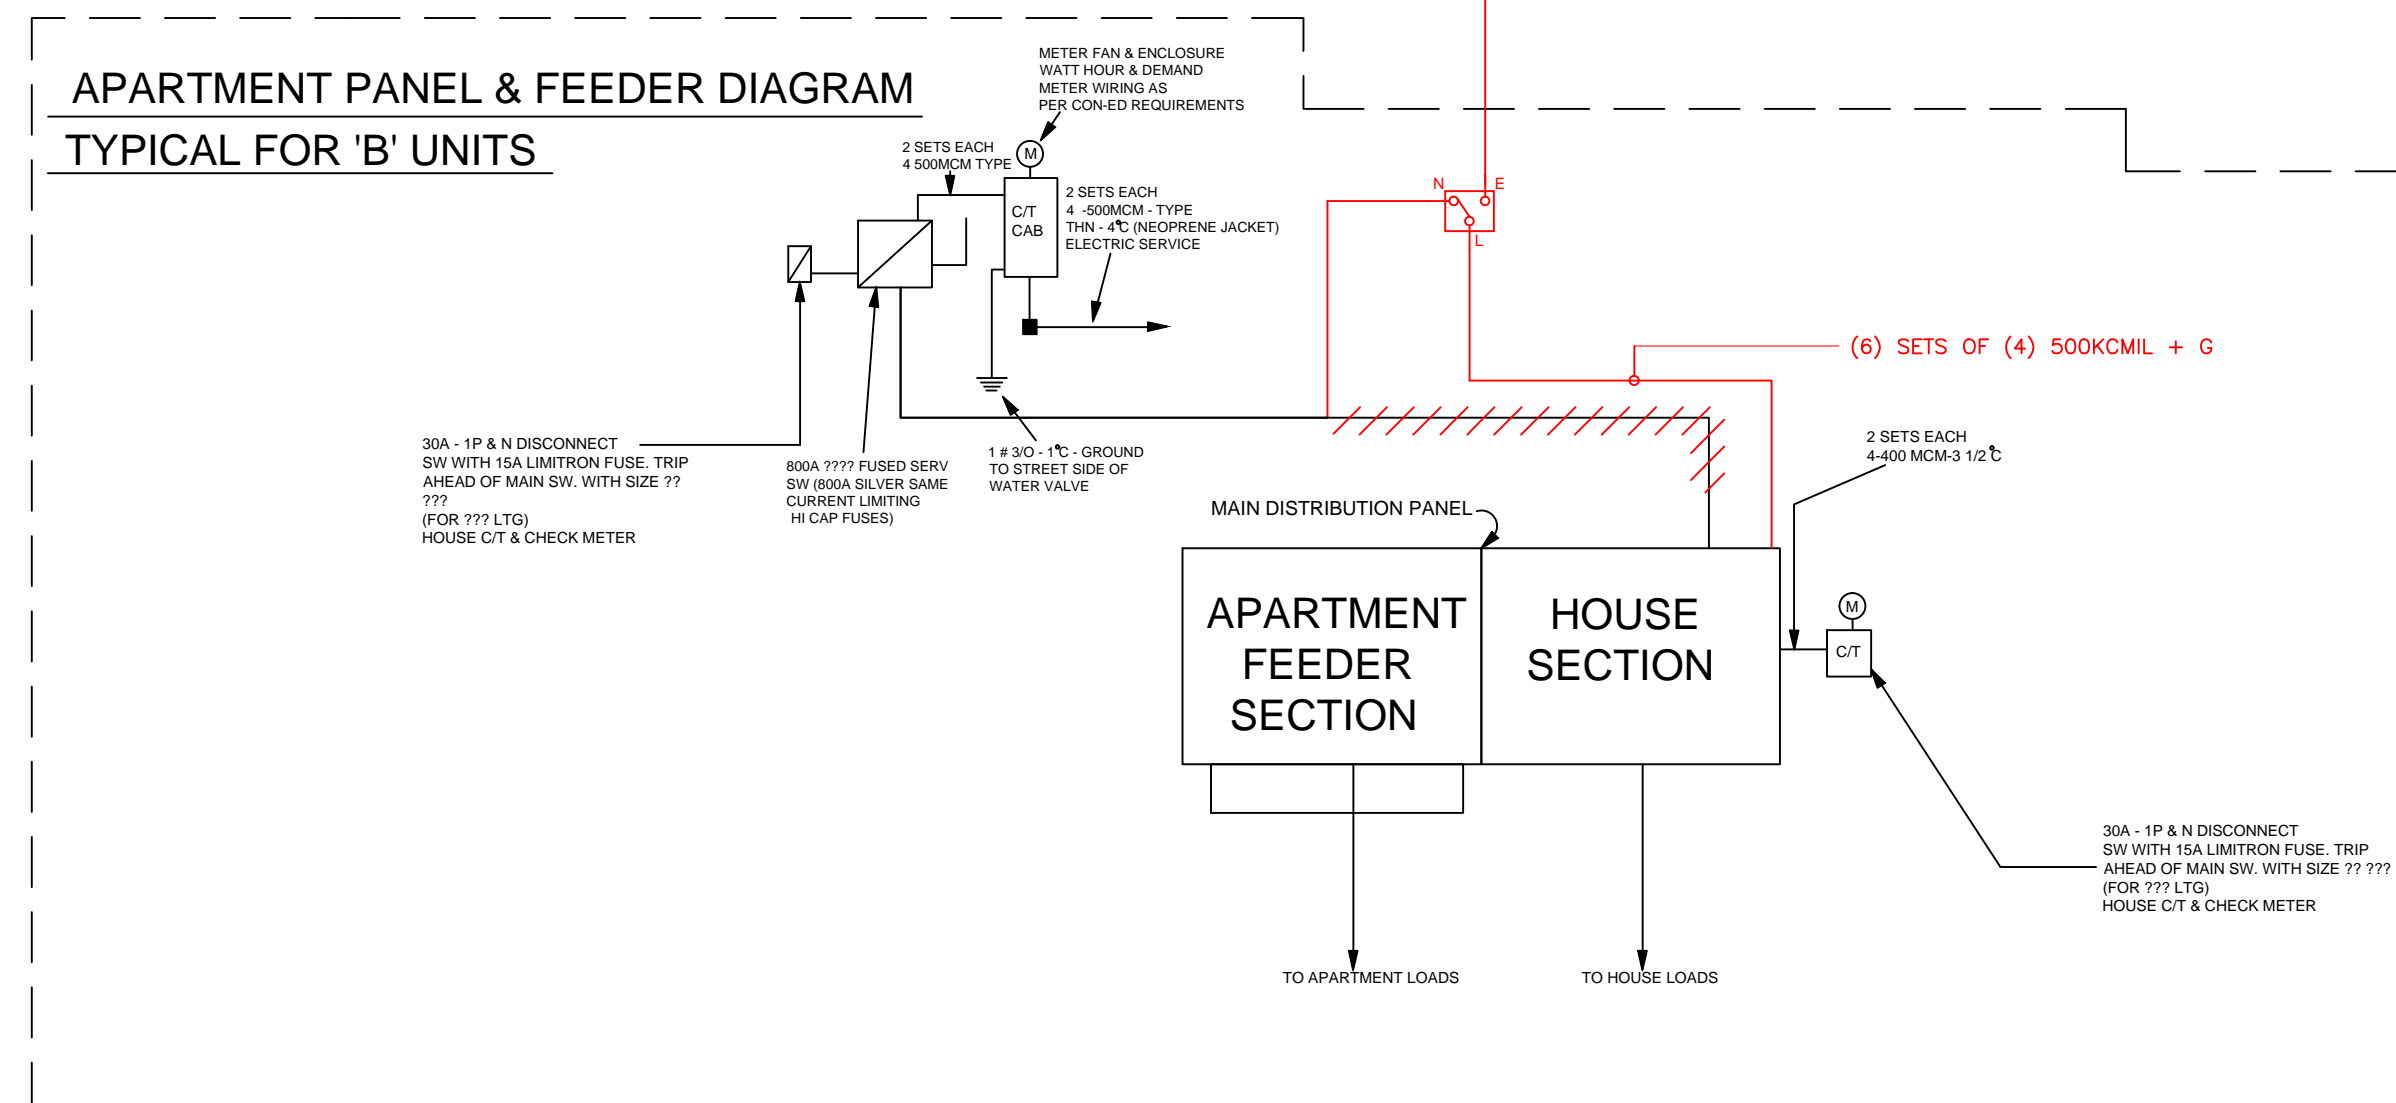 APARTMENT PANEL & FEEDER DIAGRAM
TYPICAL FOR 'B' UNITS
METER FAN & ENCLOSURE
WATT HOUR & DEMAND
METER WIRING AS
PER CON-ED REQUIREMENTS
2 SETS EACH
4 500MCM TYPE
M
C/T
CAB
2 SETS EACH
4 -500MCM - TYPE
THN - 4"C (NEOPRENE JACKET)
ELECTRIC SERVICE
N
E
L
(6) SETS OF (4) 500KCMIL + G
30A - 1P & N DISCONNECT
SW WITH 15A LIMITRON FUSE. TRIP
AHEAD OF MAIN SW. WITH SIZE ??
???
(FOR ??? LTG)
HOUSE C/T & CHECK METER
800A ???? FUSED SERV
SW (800A SILVER SAME
CURRENT LIMITING
HI CAP FUSES)
1 # 3/O - 1"C - GROUND
TO STREET SIDE OF
WATER VALVE
2 SETS EACH
4-400 MCM-3 1/2"C
MAIN DISTRIBUTION PANEL
APARTMENT
FEEDER
SECTION
HOUSE
SECTION
M
C/T
30A - 1P & N DISCONNECT
SW WITH 15A LIMITRON FUSE. TRIP
AHEAD OF MAIN SW. WITH SIZE ?? ???
(FOR ??? LTG)
HOUSE C/T & CHECK METER
TO APARTMENT LOADS
TO HOUSE LOADS